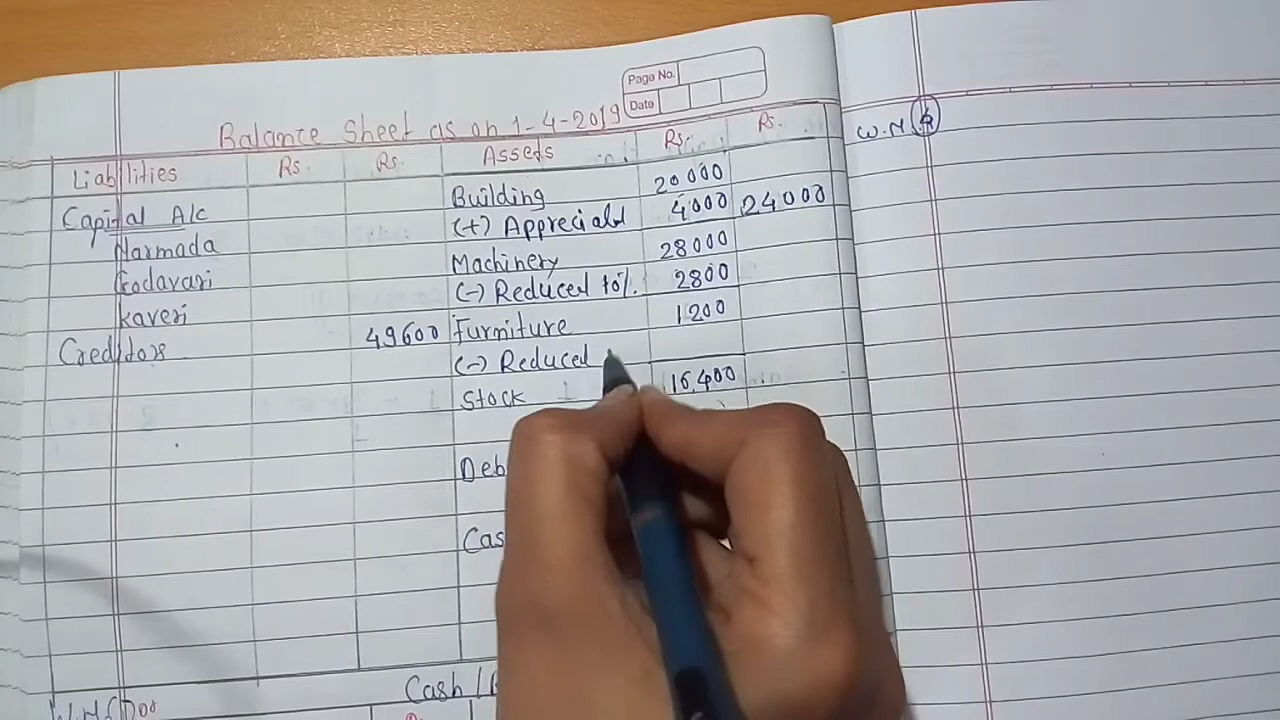 Page No.
Date
Balance Sheet as on 1-4-2019
Liabilities Rs. Rs. Assets Rs. Rs.
Capital A/c Building 20000
Narmada (+) Appreciated 4000 24000
Godavari Machinery 28000
Kaveri (-) Reduced 10%. 2800
Creditors 49600 Furniture 1200
(-) Reduced
Stock 16,400
Deb
Cas
Cash /
W.N